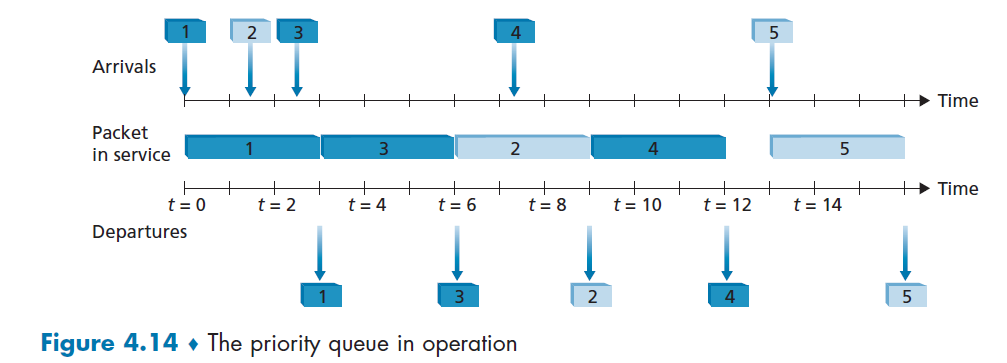 1 2 3 4 5
Arrivals
Time
Packet
in service
1 3 2 4 5
Time
t = 0 t = 2 t = 4 t = 6 t = 8 t = 10 t = 12 t = 14
Departures
1 3 2 4 5
Figure 4.14 ♦ The priority queue in operation